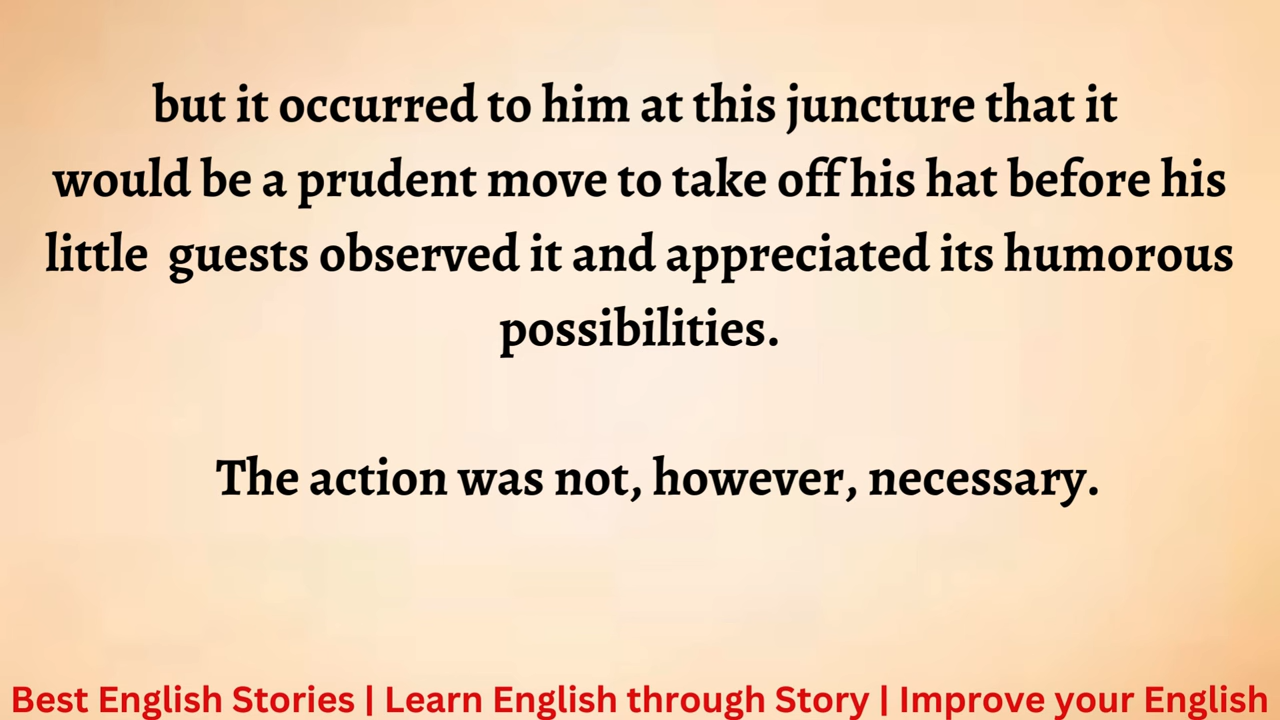 but it occurred to him at this juncture that it
would be a prudent move to take off his hat before his
little guests observed it and appreciated its humorous
possibilities.
The action was not, however, necessary.
Best English Stories | Learn English through Story | Improve your English